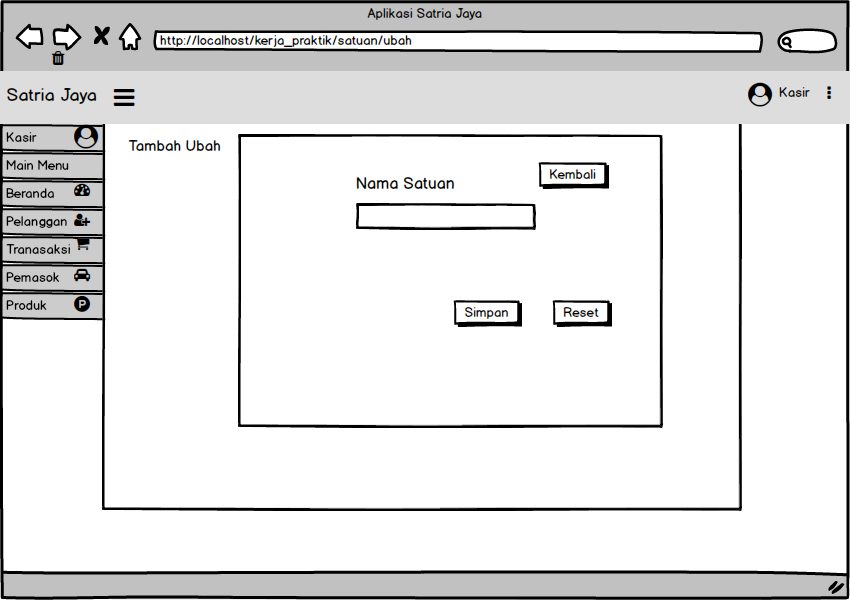 Aplikasi Satria Jaya
http://localhost/kerja_praktik/satuan/ubah
Satria Jaya
Kasir
Kasir
Main Menu
Beranda
Pelanggan
Tranasaksi
Pemasok
Produk
P
Tambah Ubah
Kembali
Nama Satuan
Simpan
Reset